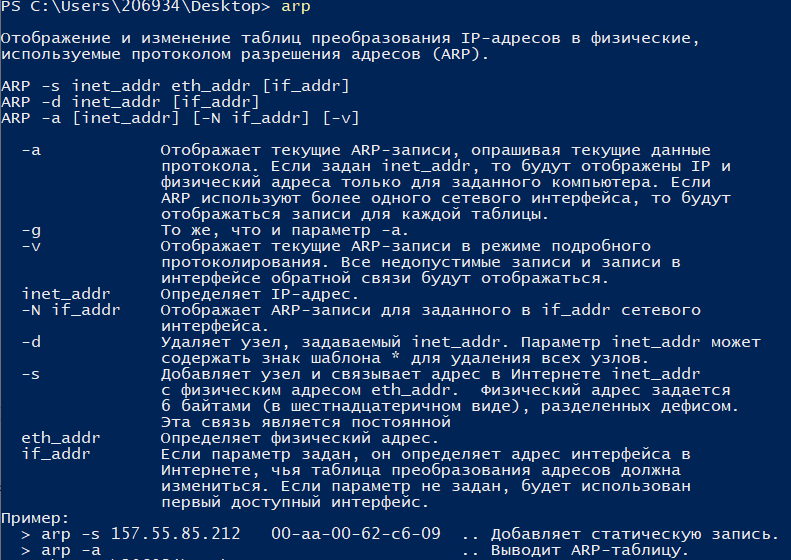 PS C:\Users\206934\Desktop> arp
Отображение и изменение таблиц преобразования IP-адресов в физические,
используемые протоколом разрешения адресов (ARP).
ARP -s inet_addr eth_addr [if_addr]
ARP -d inet_addr [if_addr]
ARP -a [inet_addr] [-N if_addr] [-v]
-a Отображает текущие ARP-записи, опрашивая текущие данные
протокола. Если задан inet_addr, то будут отображены IP и
физический адреса только для заданного компьютера. Если
ARP используют более одного сетевого интерфейса, то будут
отображаться записи для каждой таблицы.
-g То же, что и параметр -a.
-v Отображает текущие ARP-записи в режиме подробного
протоколирования. Все недопустимые записи и записи в
интерфейсе обратной связи будут отображаться.
inet_addr Определяет IP-адрес.
-N if_addr Отображает ARP-записи для заданного в if_addr сетевого
интерфейса.
-d Удаляет узел, задаваемый inet_addr. Параметр inet_addr может
содержать знак шаблона * для удаления всех узлов.
-s Добавляет узел и связывает адрес в Интернете inet_addr
с физическим адресом eth_addr.  Физический адрес задается
6 байтами (в шестнадцатеричном виде), разделенных дефисом.
Эта связь является постоянной
eth_addr Определяет физический адрес.
if_addr Если параметр задан, он определяет адрес интерфейса в
Интернете, чья таблица преобразования адресов должна
измениться. Если параметр не задан, будет использован
первый доступный интерфейс.
Пример:
> arp -s 157.55.85.212   00-aa-00-62-c6-09  .. Добавляет статическую запись.
> arp -a                                    .. Выводит ARP-таблицу.